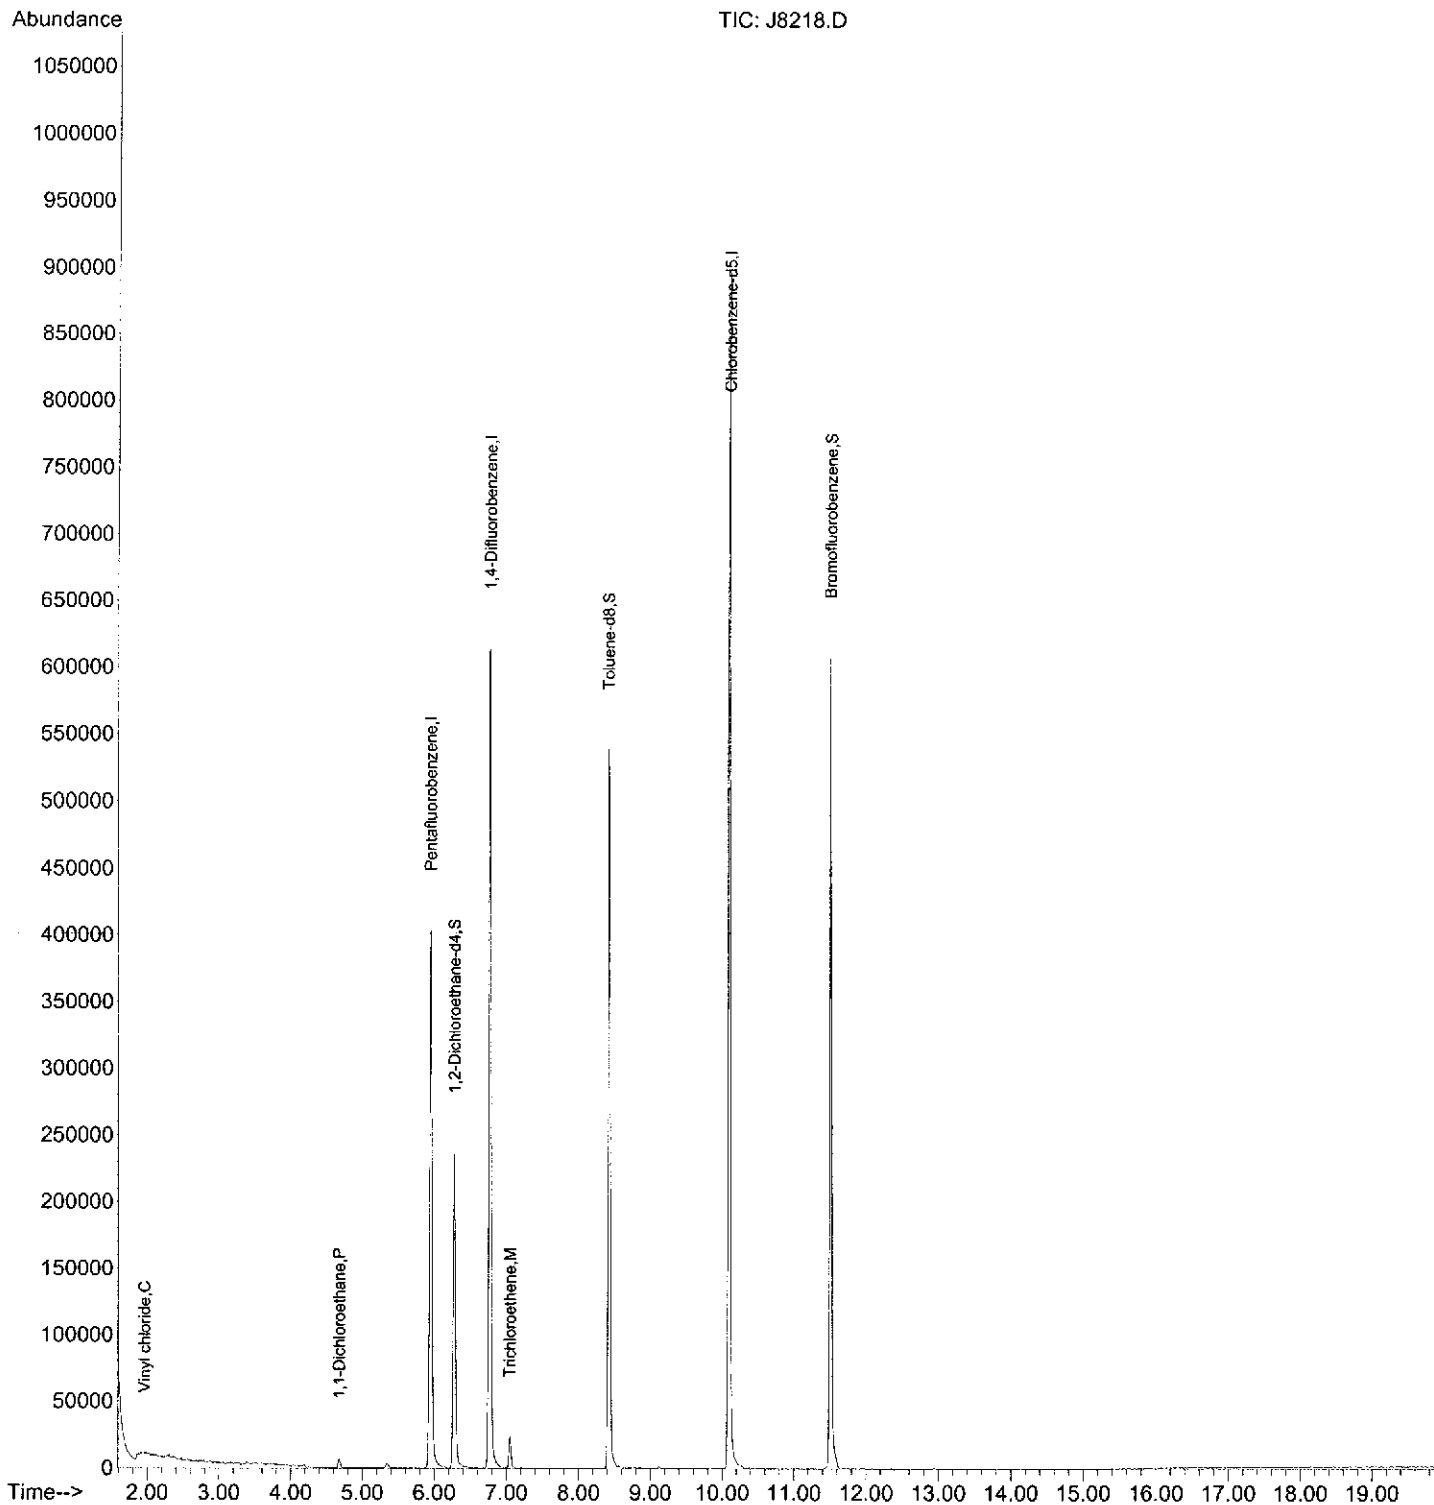 Abundance
TIC: J8218.D
1050000
1000000
950000
900000
850000
800000
750000
700000
650000
600000
550000
500000
450000
400000
350000
300000
250000
200000
150000
100000
50000
0
Vinyl chloride,C
1,1-Dichloroethane,P
Pentafluorobenzene,I
1,2-Dichloroethane-d4,S
1,4-Difluorobenzene,I
Trichloroethene,M
Toluene-d8,S
Chlorobenzene-d5,I
Bromofluorobenzene,S
Time--> 2.00 3.00 4.00 5.00 6.00 7.00 8.00 9.00 10.00 11.00 12.00 13.00 14.00 15.00 16.00 17.00 18.00 19.00